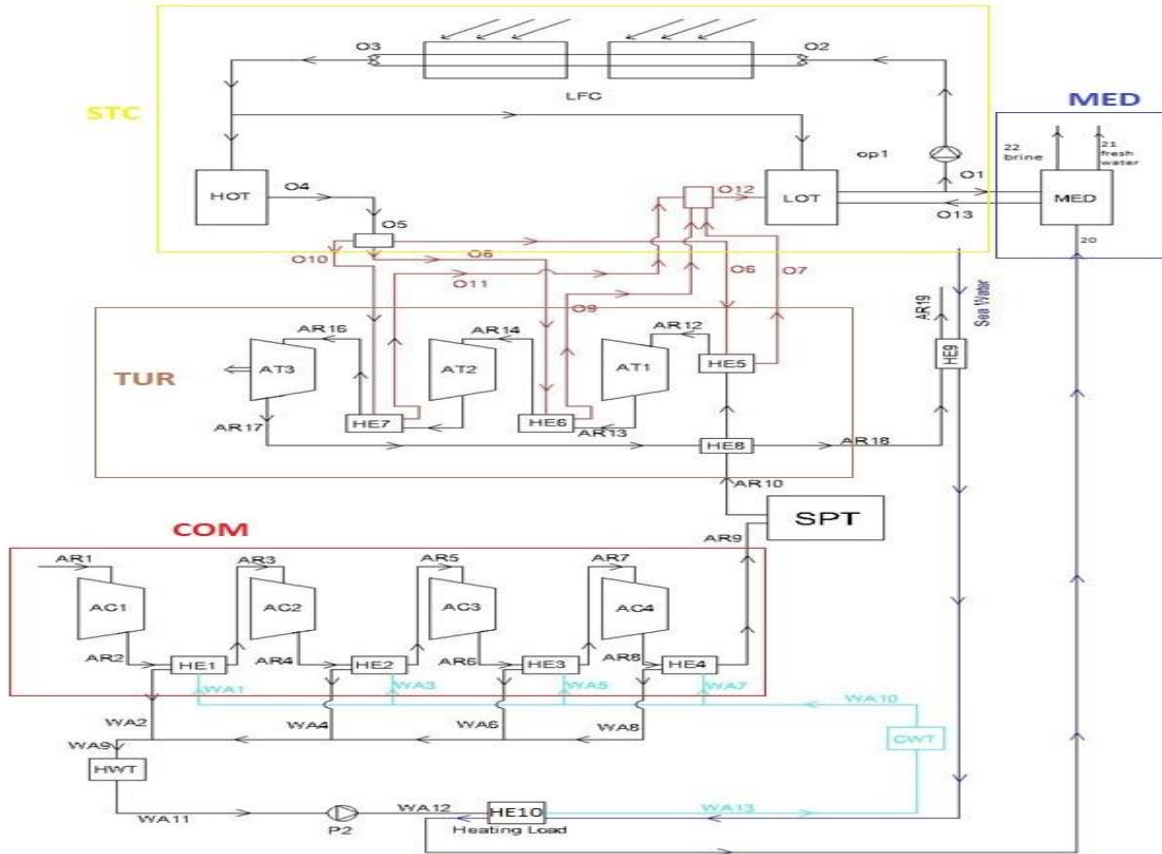 O3
O2
LFC
STC
MED
22
brine
21
fresh
water
op1
HOT
O4
O12
LOT
O1
MED
O13
O5
20
O10
O8
O11
O6
O7
O9
AR19
Sea Water
AR16
AR14
AR12
AT3
AT2
AT1
HE5
HE9
TUR
HE7
HE6
AR17
AR13
HE8
AR18
AR10
SPT
COM
AR9
AR1
AR3
AR5
AR7
AC1
AC2
AC3
AC4
AR2
HE1
AR4
HE2
AR6
HE3
AR8
HE4
WA1
WA3
WA5
WA7
WA10
WA2
WA4
WA6
WA8
WA9
CWT
HWT
WA11
P2
WA12
HE10
WA13
Heating Load